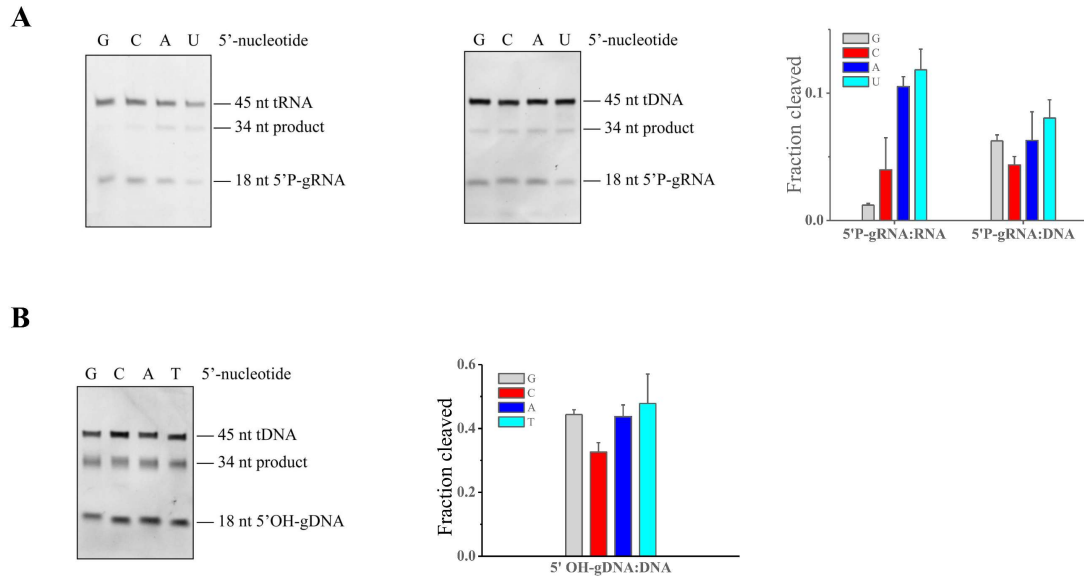 A
G C A U 5’-nucleotide
45 nt tRNA
34 nt product
18 nt 5’P-gRNA
G C A U 5’-nucleotide
45 nt tDNA
34 nt product
18 nt 5’P-gRNA
Fraction cleaved
0.1
0.0
G
C
A
U
5'P-gRNA:RNA 5'P-gRNA:DNA
B
G C A T 5’-nucleotide
45 nt tDNA
34 nt product
18 nt 5’OH-gDNA
Fraction cleaved
0.6
0.4
0.2
0.0
G
C
A
T
5' OH-gDNA:DNA